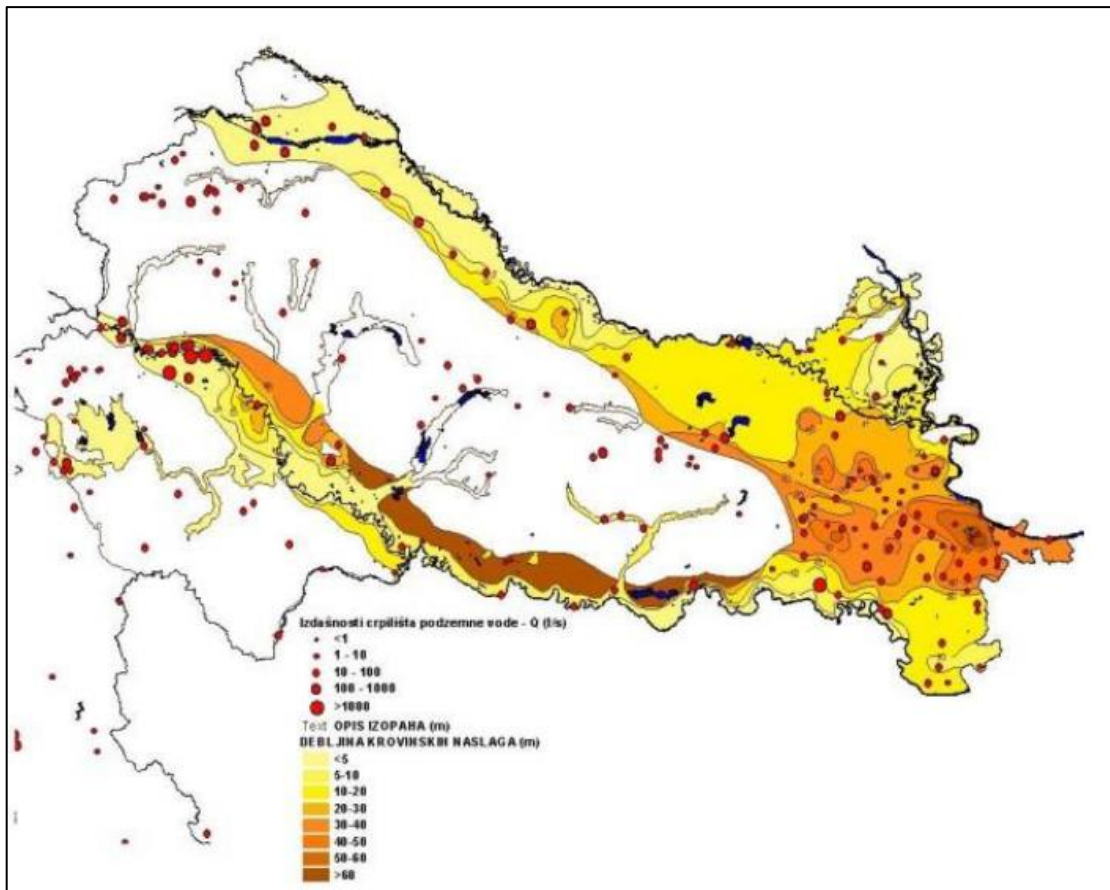 Izdašnosti crpilišta podzemne vode - Q (l/s)
<1
1 - 10
10 - 100
100 - 1000
>1000
Text OPIS IZOPAHA (m)
DEBLJINA KROVINSKIH NASLAGA (m)
<5
5-10
10-20
20-30
30-40
40-50
50-60
>60